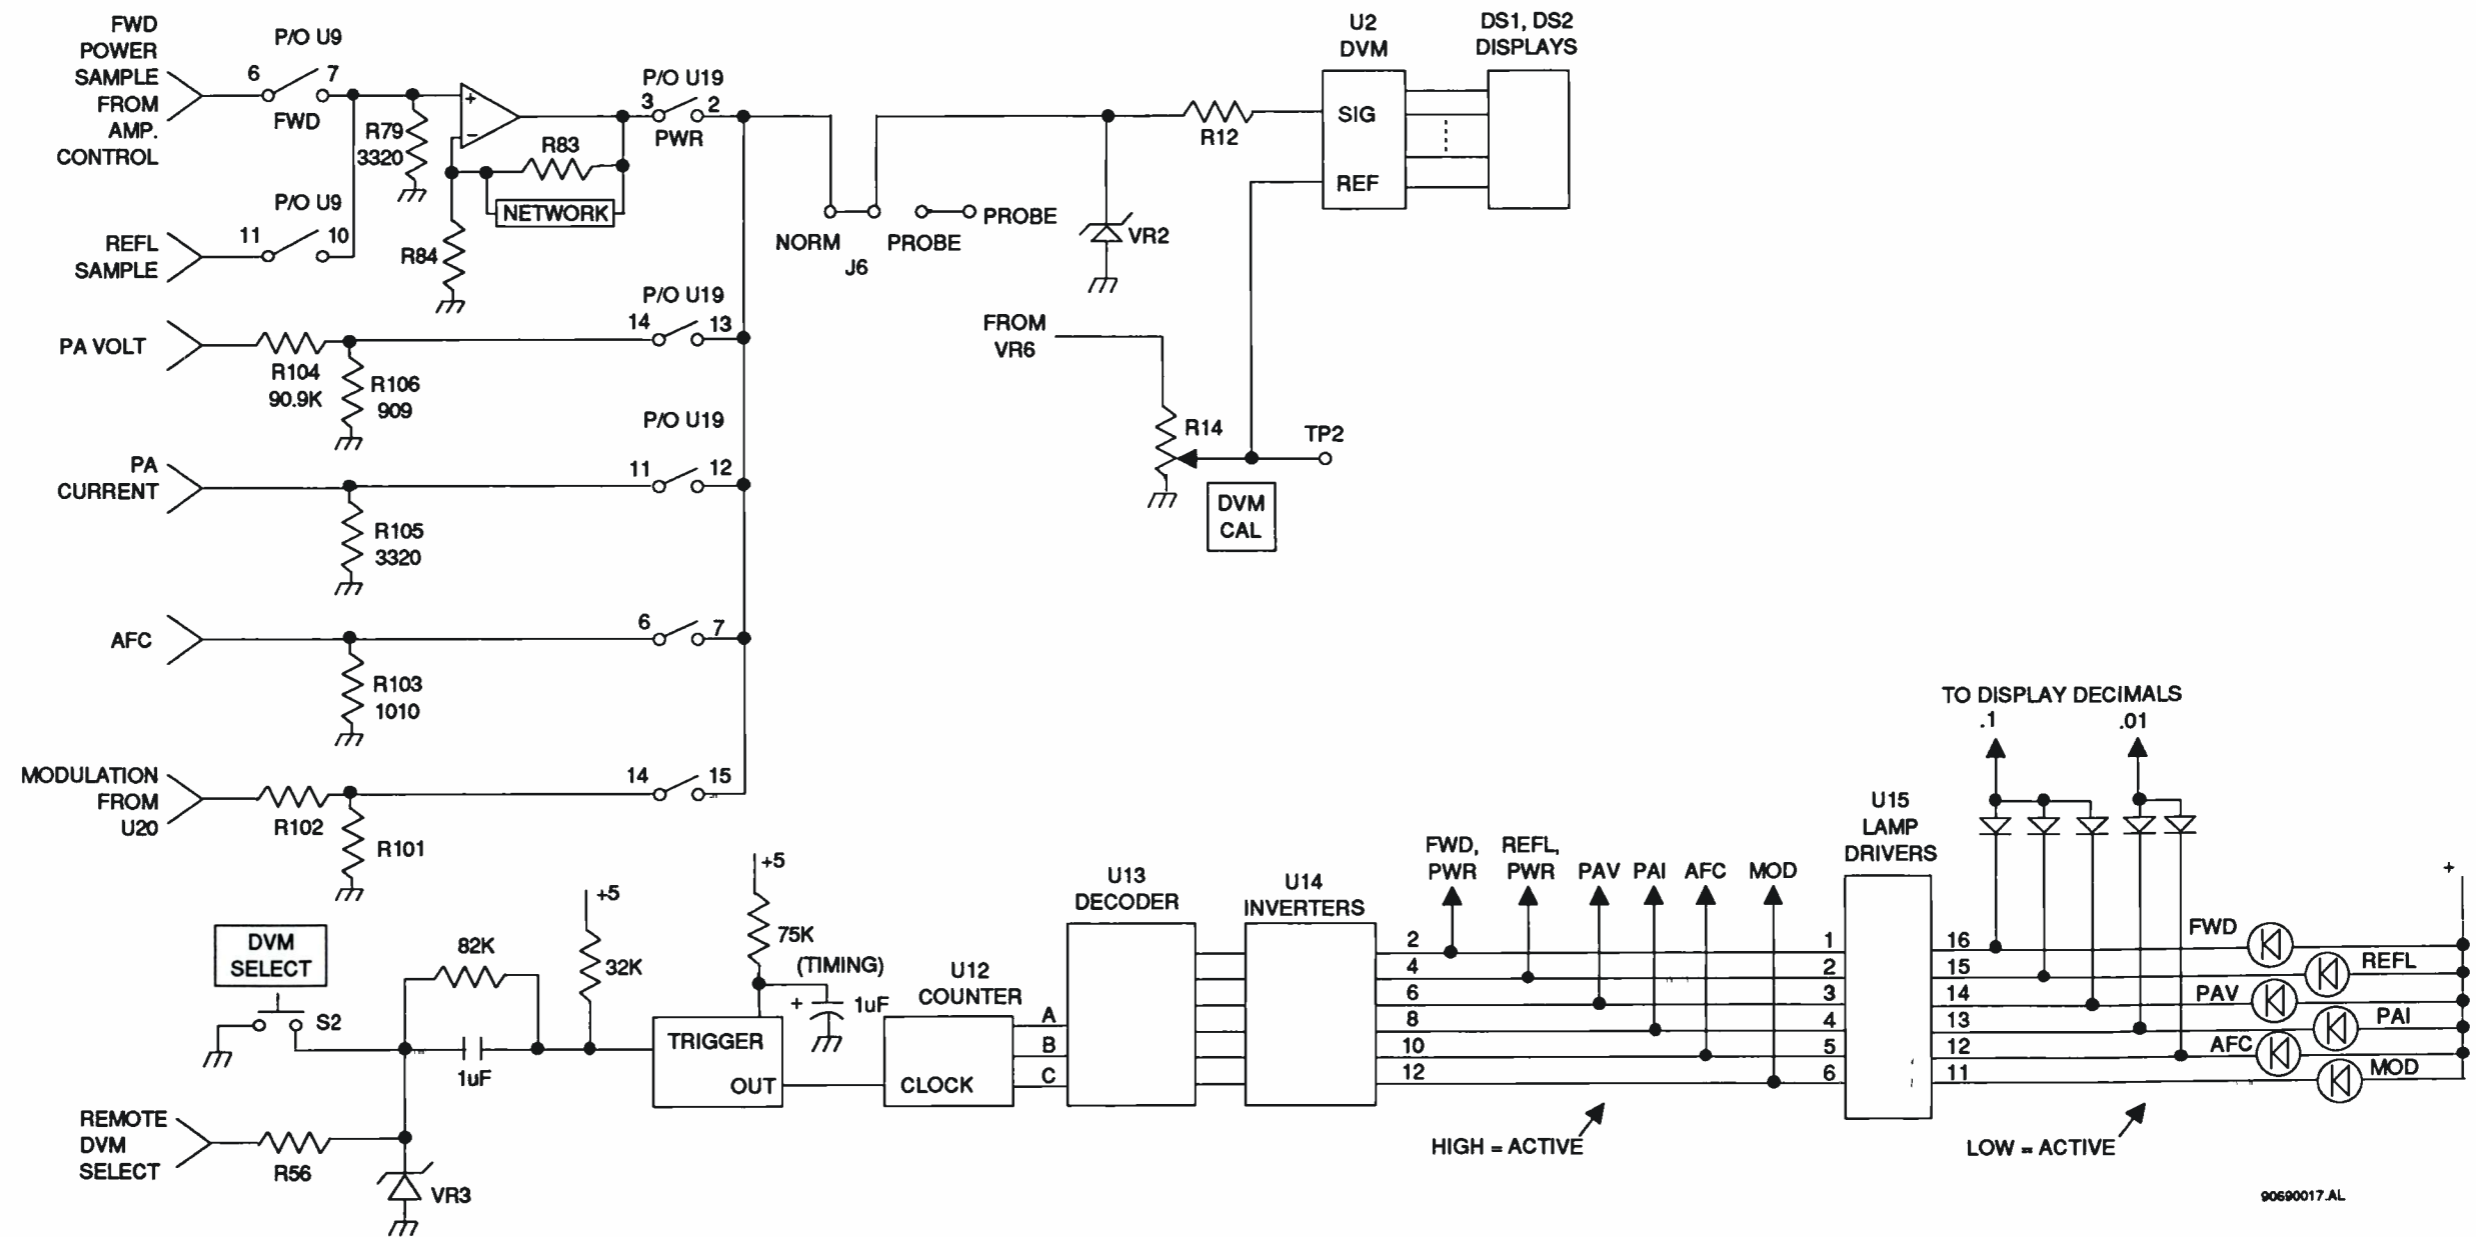 FWD
POWER
SAMPLE
FROM
AMP.
CONTROL
P/O U9
6
7
FWD
R79
3320
+
−
R83
NETWORK
R84
P/O U19
3
2
PWR
REFL
SAMPLE
P/O U9
11
10
NORM
PROBE
PROBE
J6
VR2
R12
U2
DVM
SIG
REF
DS1, DS2
DISPLAYS
FROM
VR6
R14
TP2
DVM
CAL
PA VOLT
R104
90.9K
R106
909
P/O U19
14
13
PA
CURRENT
R105
3320
P/O U19
11
12
AFC
R103
1010
6
7
MODULATION
FROM
U20
R102
R101
14
15
DVM
SELECT
S2
82K
1uF
+5
32K
REMOTE
DVM
SELECT
R56
VR3
+5
75K
(TIMING)
+
1uF
TRIGGER
OUT
U12
COUNTER
CLOCK
A
B
C
U13
DECODER
U14
INVERTERS
2
4
6
8
10
12
FWD,
PWR
REFL,
PWR
PAV
PAI
AFC
MOD
HIGH = ACTIVE
1
2
3
4
5
6
U15
LAMP
DRIVERS
16
15
14
13
12
11
TO DISPLAY DECIMALS
.1
.01
FWD
REFL
PAV
PAI
AFC
MOD
+
LOW = ACTIVE
90690017.AL